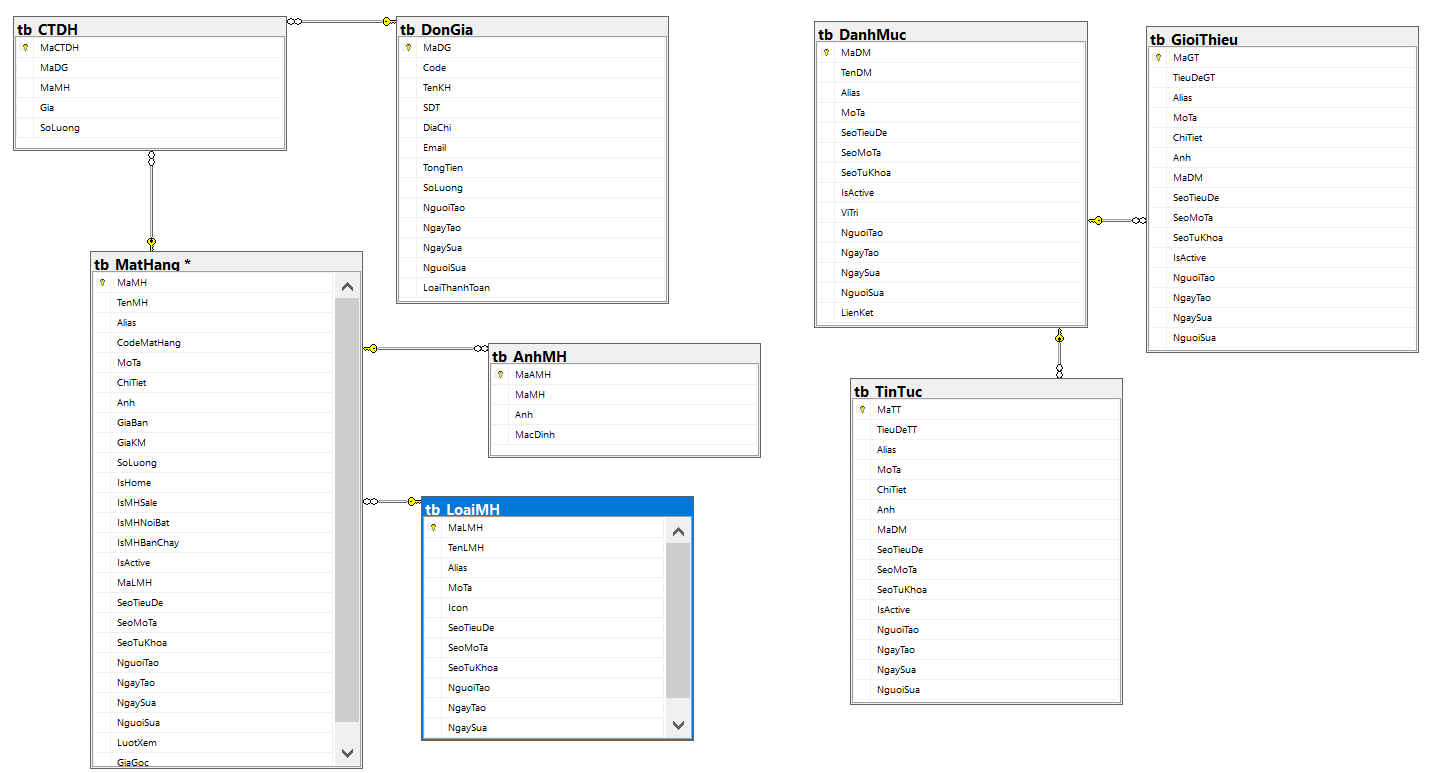 tb_CTDH
MaCTDH
MaDG
MaMH
Gia
SoLuong
tb_DonGia
MaDG
Code
TenKH
SDT
DiaChi
Email
TongTien
SoLuong
NguoiTao
NgayTao
NgaySua
NguoiSua
LoaiThanhToan
tb_MatHang *
MaMH
TenMH
Alias
CodeMatHang
MoTa
ChiTiet
Anh
GiaBan
GiaKM
SoLuong
IsHome
IsMHSale
IsMHNoiBat
IsMHBanChay
IsActive
MaLMH
SeoTieuDe
SeoMoTa
SeoTuKhoa
NguoiTao
NgayTao
NgaySua
NguoiSua
LuotXem
GiaGoc
tb_AnhMH
MaAMH
MaMH
Anh
MacDinh
tb_LoaiMH
MaLMH
TenLMH
Alias
MoTa
Icon
SeoTieuDe
SeoMoTa
SeoTuKhoa
NguoiTao
NgayTao
NgaySua
tb_DanhMuc
MaDM
TenDM
Alias
MoTa
SeoTieuDe
SeoMoTa
SeoTuKhoa
IsActive
ViTri
NguoiTao
NgayTao
NgaySua
NguoiSua
LienKet
tb_GioiThieu
MaGT
TieuDeGT
Alias
MoTa
ChiTiet
Anh
MaDM
SeoTieuDe
SeoMoTa
SeoTuKhoa
IsActive
NguoiTao
NgayTao
NgaySua
NguoiSua
tb_TinTuc
MaTT
TieuDeTT
Alias
MoTa
ChiTiet
Anh
MaDM
SeoTieuDe
SeoMoTa
SeoTuKhoa
IsActive
NguoiTao
NgayTao
NgaySua
NguoiSua